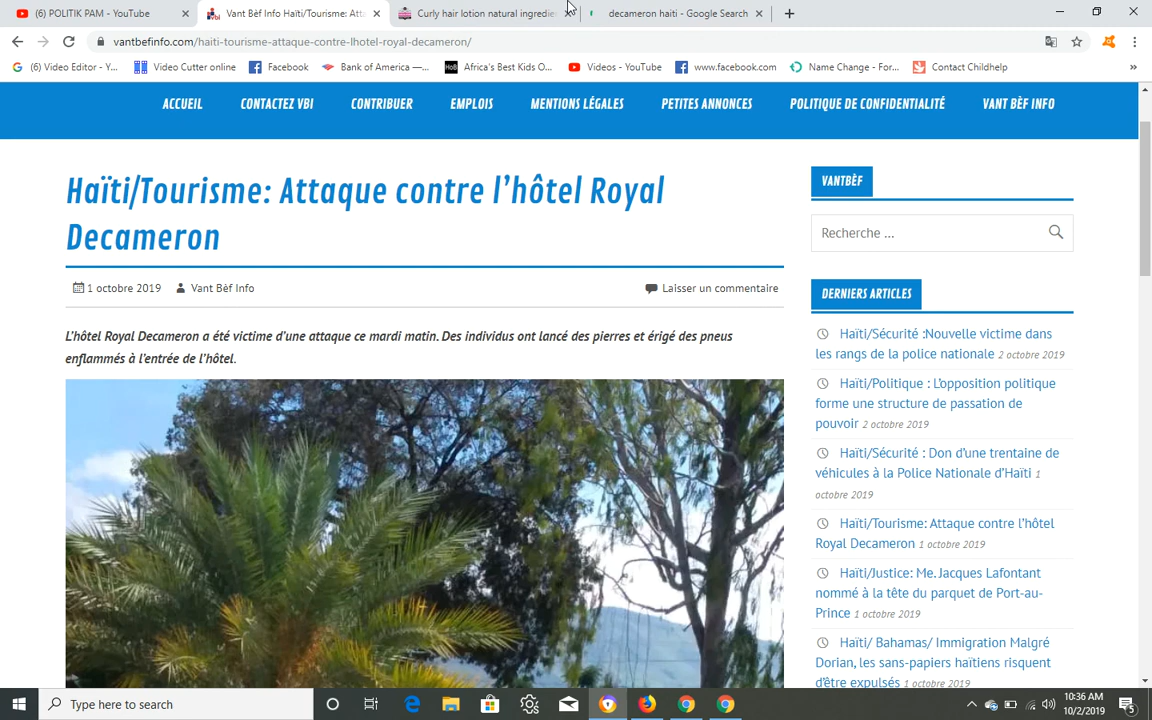 (6) POLITIK PAM - YouTube
Vant Bèf Info Haïti/Tourisme: Atta
Curly hair lotion natural ingredie
decameron haiti - Google Search
vantbefinfo.com/haiti-tourisme-attaque-contre-lhotel-royal-decameron/
(6) Video Editor - Y...
Video Cutter online
Facebook
Bank of America —...
Africa's Best Kids O...
Videos - YouTube
www.facebook.com
Name Change - For...
Contact Childhelp
»
ACCUEIL
CONTACTEZ VBI
CONTRIBUER
EMPLOIS
MENTIONS LÉGALES
PETITES ANNONCES
POLITIQUE DE CONFIDENTIALITÉ
VANT BÈF INFO
Haïti/Tourisme: Attaque contre l'hôtel Royal
Decameron
1 octobre 2019
Vant Bèf Info
Laisser un commentaire
L'hôtel Royal Decameron a été victime d'une attaque ce mardi matin. Des individus ont lancé des pierres et érigé des pneus
enflammés à l'entrée de l'hôtel.
VANTBÈF
Recherche …
DERNIERS ARTICLES
Haïti/Sécurité :Nouvelle victime dans
les rangs de la police nationale 2 octobre 2019
Haïti/Politique : L'opposition politique
forme une structure de passation de
pouvoir 2 octobre 2019
Haïti/Sécurité : Don d'une trentaine de
véhicules à la Police Nationale d'Haïti 1
octobre 2019
Haïti/Tourisme: Attaque contre l'hôtel
Royal Decameron 1 octobre 2019
Haïti/Justice: Me. Jacques Lafontant
nommé à la tête du parquet de Port-au-
Prince 1 octobre 2019
Haïti/ Bahamas/ Immigration Malgré
Dorian, les sans-papiers haïtiens risquent
d'être expulsés 1 octobre 2019
Type here to search
10:36 AM
10/2/2019
5